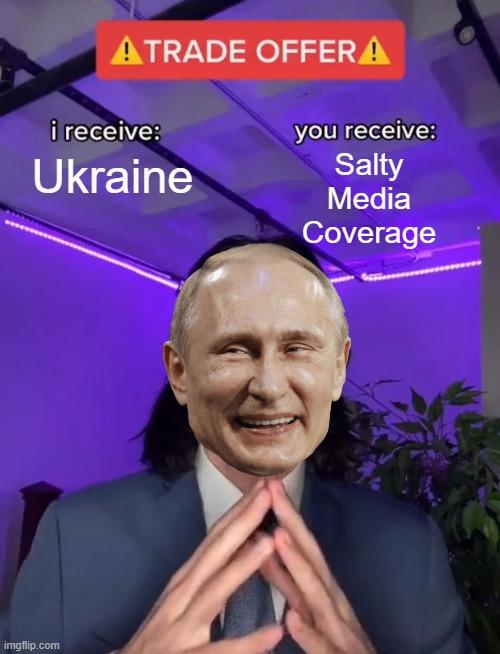 ⚠️TRADE OFFER⚠️
i receive:
Ukraine
you receive:
Salty
Media
Coverage
imgflip.com